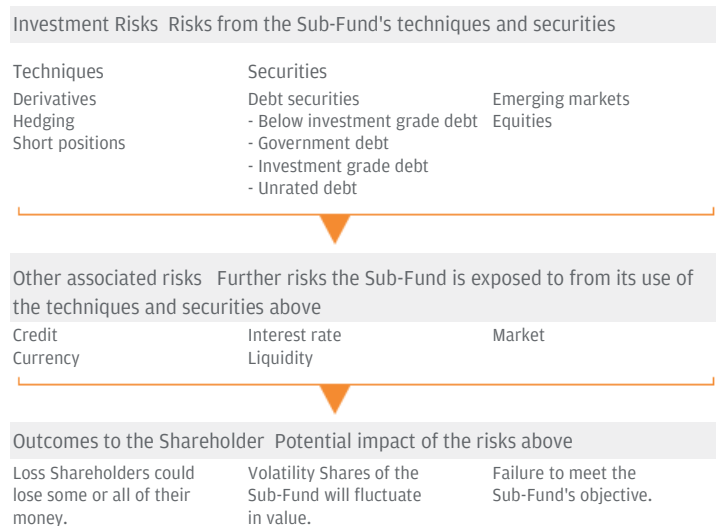 Investment Risks Risks from the Sub-Fund's techniques and securities
Techniques
Derivatives
Hedging
Short positions
Securities
Debt securities
- Below investment grade debt
- Government debt
- Investment grade debt
- Unrated debt
Emerging markets
Equities
Other associated risks Further risks the Sub-Fund is exposed to from its use of
the techniques and securities above
Credit
Currency
Interest rate
Liquidity
Market
Outcomes to the Shareholder Potential impact of the risks above
Loss Shareholders could
lose some or all of their
money.
Volatility Shares of the
Sub-Fund will fluctuate
in value.
Failure to meet the
Sub-Fund's objective.